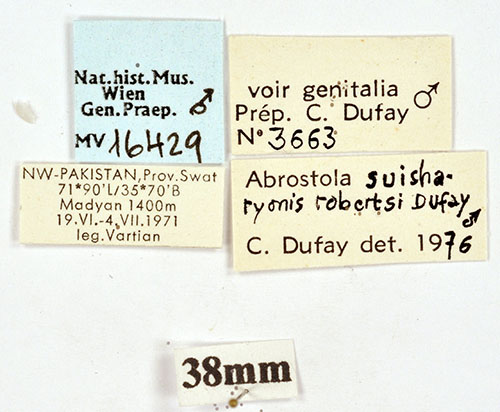 Nat.hist.Mus.
Wien
Gen.Praep. ♂
MV 16429
voir genitalia
Prép. C. Dufay ♂
N° 3663
NW-PAKISTAN,Prov.Swat
71*90'L/35*70'B
Madyan 1400m
19.VI.-4.VII.1971
leg.Vartian
Abrostola suisha-
ryonis robertsi Dufay
♂
C. Dufay det. 1976
38mm